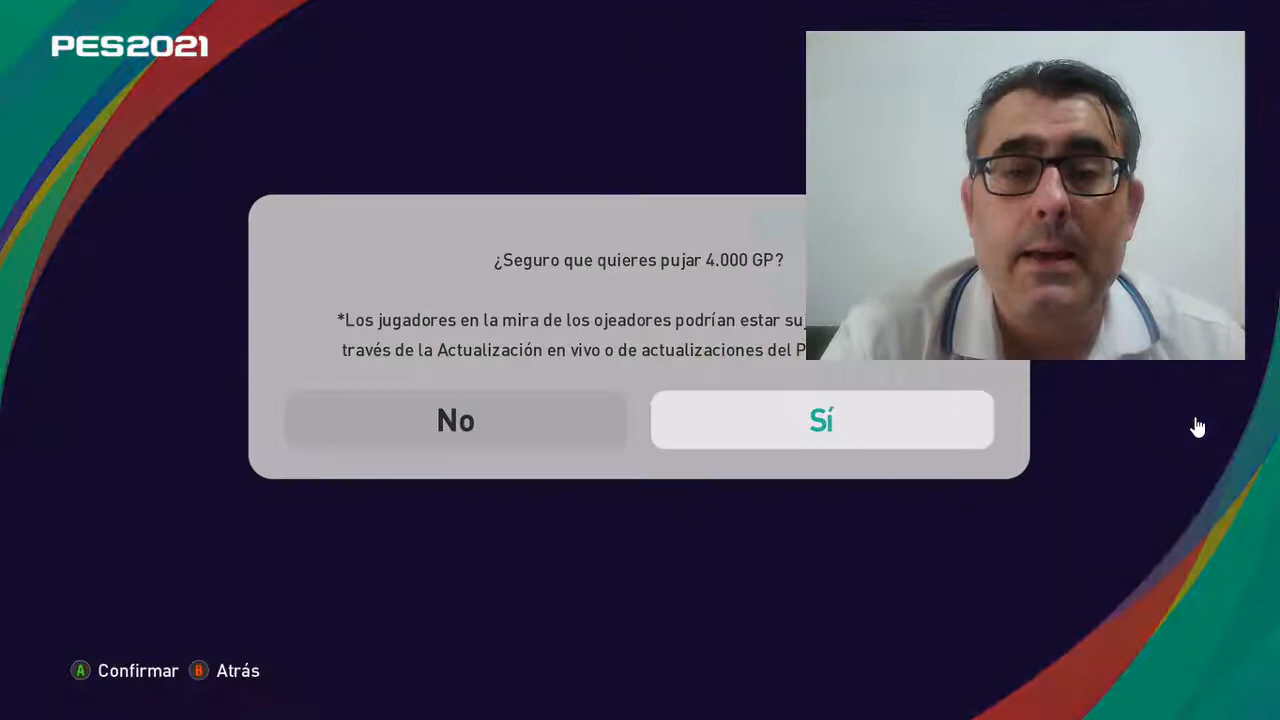 PES2021
¿Seguro que quieres pujar 4.000 GP?
*Los jugadores en la mira de los ojeadores podrían estar
través de la Actualización en vivo o de actualizaciones del
No
Sí
A Confirmar B Atrás